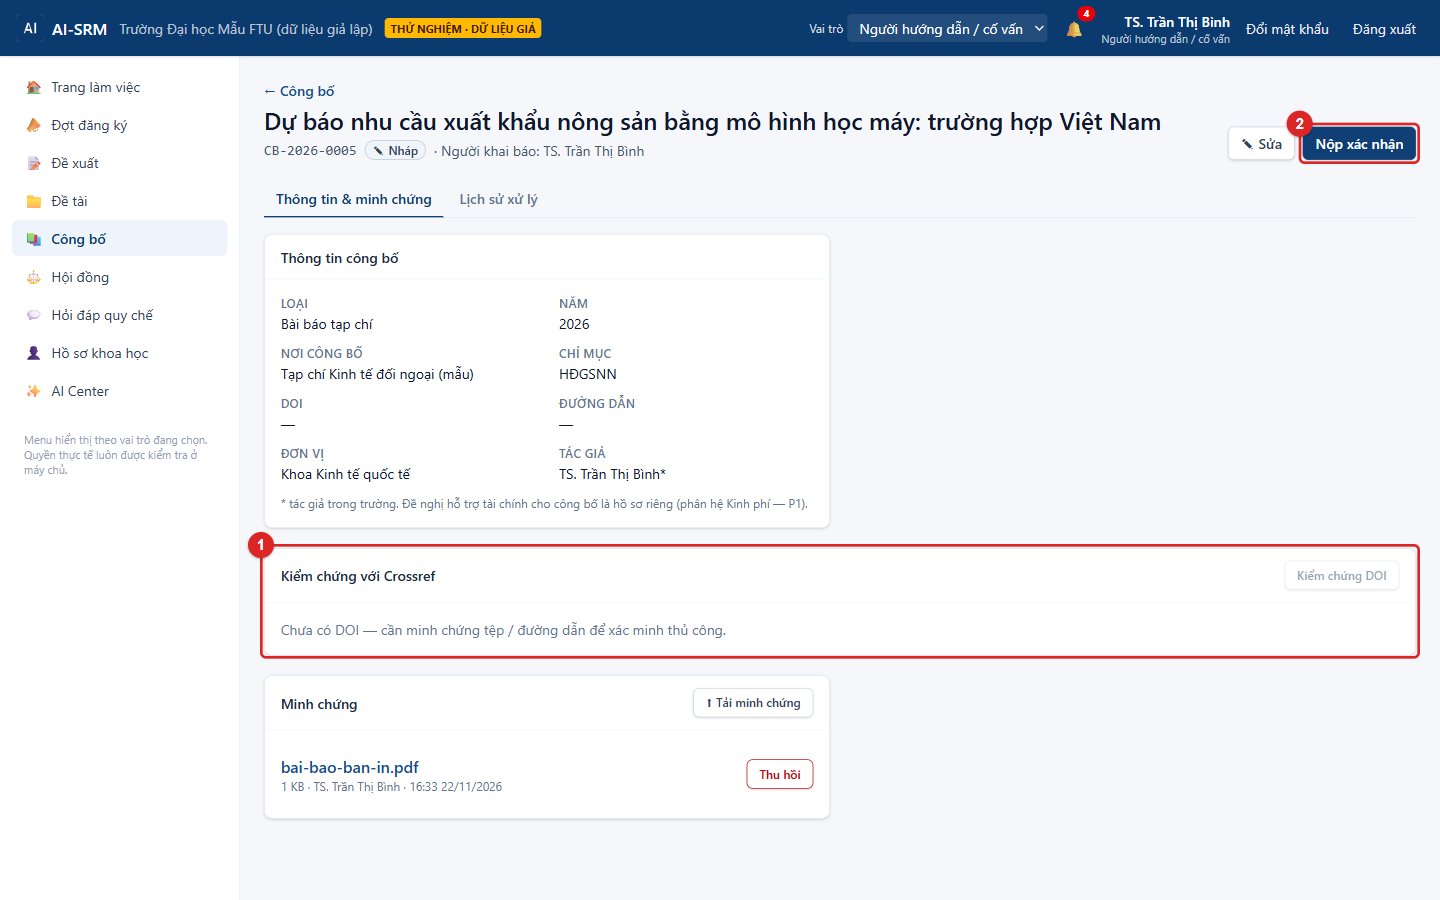 AI AI-SRM Trường Đại học Mẫu FTU (dữ liệu giả lập) THỬ NGHIỆM · DỮ LIỆU GIẢ Vai trò Người hướng dẫn / cố vấn 4 TS. Trần Thị Bình Đổi mật khẩu Đăng xuất
Người hướng dẫn / cố vấn
Trang làm việc
Đợt đăng ký
Đề xuất
Đề tài
Công bố
Hội đồng
Hỏi đáp quy chế
Hồ sơ khoa học
AI Center
Menu hiển thị theo vai trò đang chọn.
Quyền thực tế luôn được kiểm tra ở
máy chủ.
← Công bố
Dự báo nhu cầu xuất khẩu nông sản bằng mô hình học máy: trường hợp Việt Nam
CB-2026-0005 Nháp · Người khai báo: TS. Trần Thị Bình
Sửa
2
Nộp xác nhận
Thông tin & minh chứng Lịch sử xử lý
Thông tin công bố
LOẠI NĂM
Bài báo tạp chí 2026
NƠI CÔNG BỐ CHỈ MỤC
Tạp chí Kinh tế đối ngoại (mẫu) HĐGSNN
DOI ĐƯỜNG DẪN
— —
ĐƠN VỊ TÁC GIẢ
Khoa Kinh tế quốc tế TS. Trần Thị Bình*
* tác giả trong trường. Đề nghị hỗ trợ tài chính cho công bố là hồ sơ riêng (phân hệ Kinh phí — P1).
1
Kiểm chứng với Crossref Kiểm chứng DOI
Chưa có DOI — cần minh chứng tệp / đường dẫn để xác minh thủ công.
Minh chứng ⭡ Tải minh chứng
bai-bao-ban-in.pdf Thu hồi
1 KB · TS. Trần Thị Bình · 16:33 22/11/2026